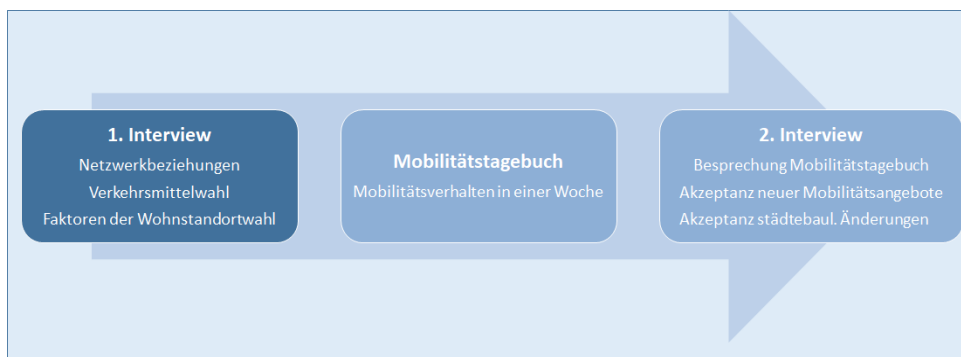 1. Interview
Netzwerkbeziehungen
Verkehrsmittelwahl
Faktoren der Wohnstandortwahl
Mobilitätstagebuch
Mobilitätsverhalten in einer Woche
2. Interview
Besprechung Mobilitätstagebuch
Akzeptanz neuer Mobilitätsangebote
Akzeptanz städtebaul. Änderungen